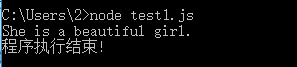 C:\Users\2>node test1.js
She is a beautiful girl.
程序执行结束!